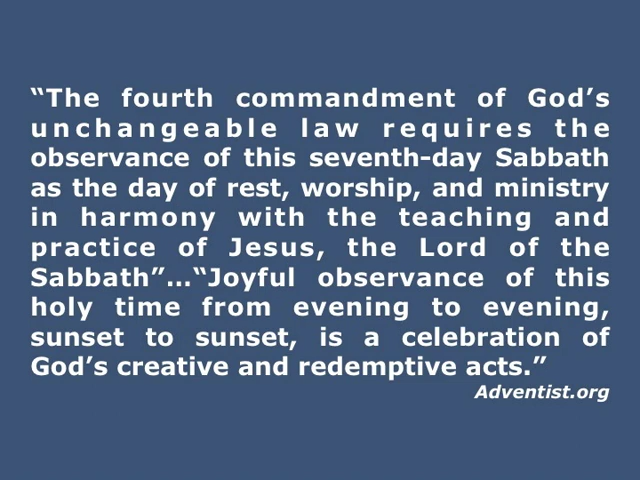 “The fourth commandment of God’s
unchangeable law requires the
observance of this seventh-day Sabbath
as the day of rest, worship, and ministry
in harmony with the teaching and
practice of Jesus, the Lord of the
Sabbath”…“Joyful observance of this
holy time from evening to evening,
sunset to sunset, is a celebration of
God’s creative and redemptive acts.”
Adventist.org